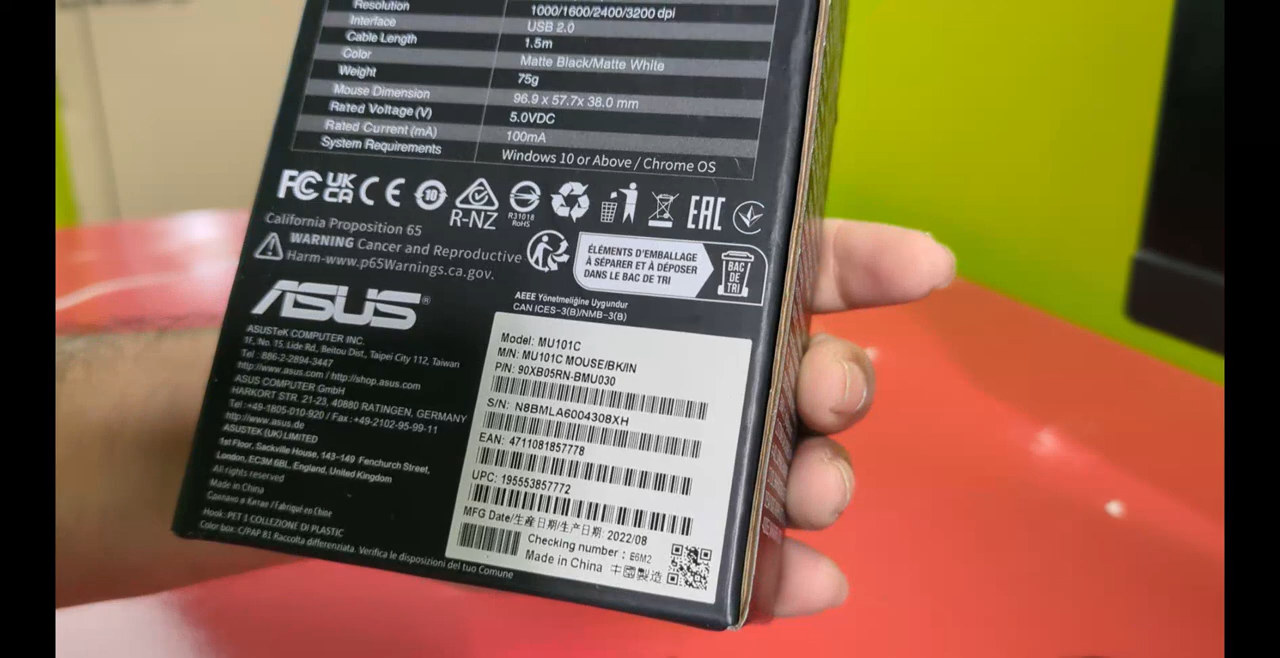 Resolution 1000/1600/2400/3200 dpi
Interface USB 2.0
Cable Length 1.5m
Color Matte Black/Matte White
Weight 75g
Mouse Dimension 96.9 x 57.7x 38.0 mm
Rated Voltage (V) 5.0VDC
Rated Current (mA) 100mA
System Requirements Windows 10 or Above / Chrome OS
FC UK CA CE 10 R-NZ R31018 RoHS EAC
California Proposition 65
WARNING Cancer and Reproductive
Harm-www.p65Warnings.ca.gov.
ÉLÉMENTS D'EMBALLAGE
À SÉPARER ET À DÉPOSER
DANS LE BAC DE TRI
BAC
DE
TRI
ASUS®
AEEE Yönetmeliğine Uygundur
CAN ICES-3(B)/NMB-3(B)
ASUSTeK COMPUTER INC.
1F., No. 15, Lide Rd., Beitou Dist., Taipei City 112, Taiwan
Tel : 886-2-2894-3447
http://www.asus.com / http://shop.asus.com
ASUS COMPUTER GmbH
HARKORT STR. 21-23, 40880 RATINGEN, GERMANY
Tel :+49-1805-010-920 / Fax :+49-2102-95-99-11
http://www.asus.de
ASUSTEK (UK) LIMITED
1st Floor, Sackville House, 143-149 Fenchurch Street,
London, EC3M 6BL, England, United Kingdom
All rights reserved
Made in China
Сделано в Китае / Fabriqué en Chine
Hook: PET 1 COLLEZIONE DI PLASTIC
Color box: C/PAP 81 Raccolta differenziata. Verifica le disposizioni del tuo Comune
Model: MU101C
M/N: MU101C MOUSE/BK/IN
P/N: 90XB05RN-BMU030
S/N: N8BMLA6004308XH
EAN: 4711081857778
UPC: 195553857772
MFG Date/生產日期/生产日期: 2022/08
Checking number : E6M2
Made in China 中國製造